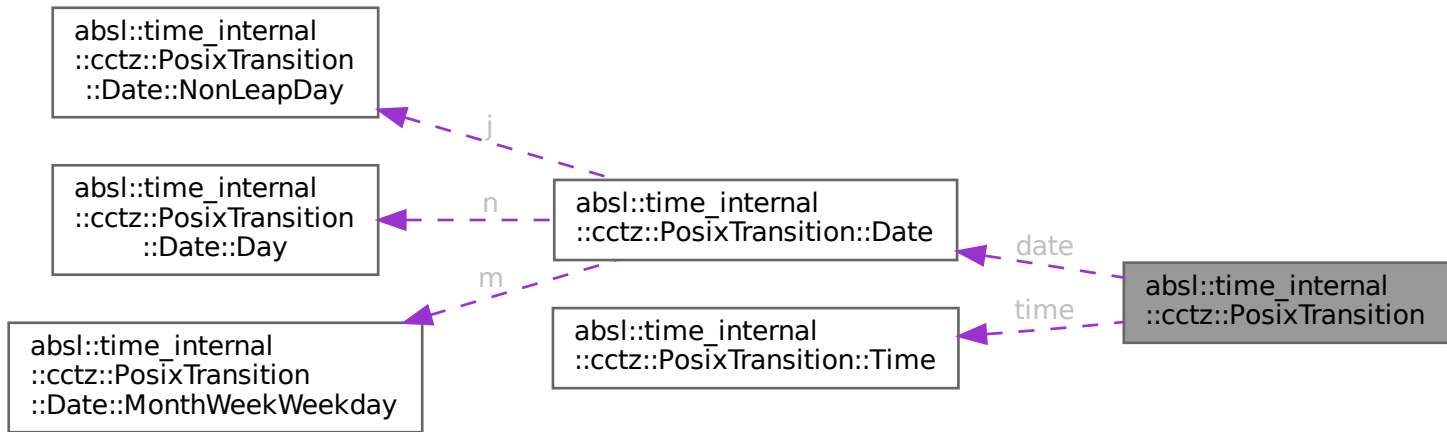 absl::time_internal
::cctz::PosixTransition
::Date::NonLeapDay
j
absl::time_internal
::cctz::PosixTransition
::Date::Day
n
absl::time_internal
::cctz::PosixTransition::Date
date
m
absl::time_internal
::cctz::PosixTransition
absl::time_internal
::cctz::PosixTransition
::Date::MonthWeekWeekday
time
absl::time_internal
::cctz::PosixTransition::Time